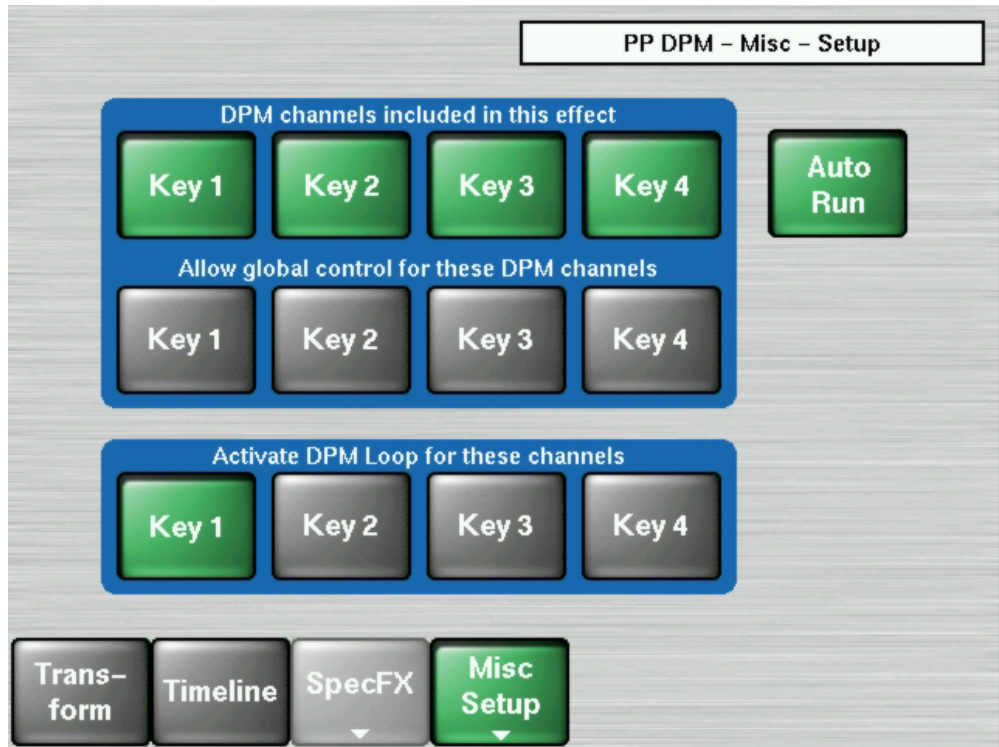 PP DPM – Misc – Setup
DPM channels included in this effect
Key 1 Key 2 Key 3 Key 4
Auto
Run
Allow global control for these DPM channels
Key 1 Key 2 Key 3 Key 4
Activate DPM Loop for these channels
Key 1 Key 2 Key 3 Key 4
Trans–
form
Timeline
SpecFX
Misc
Setup